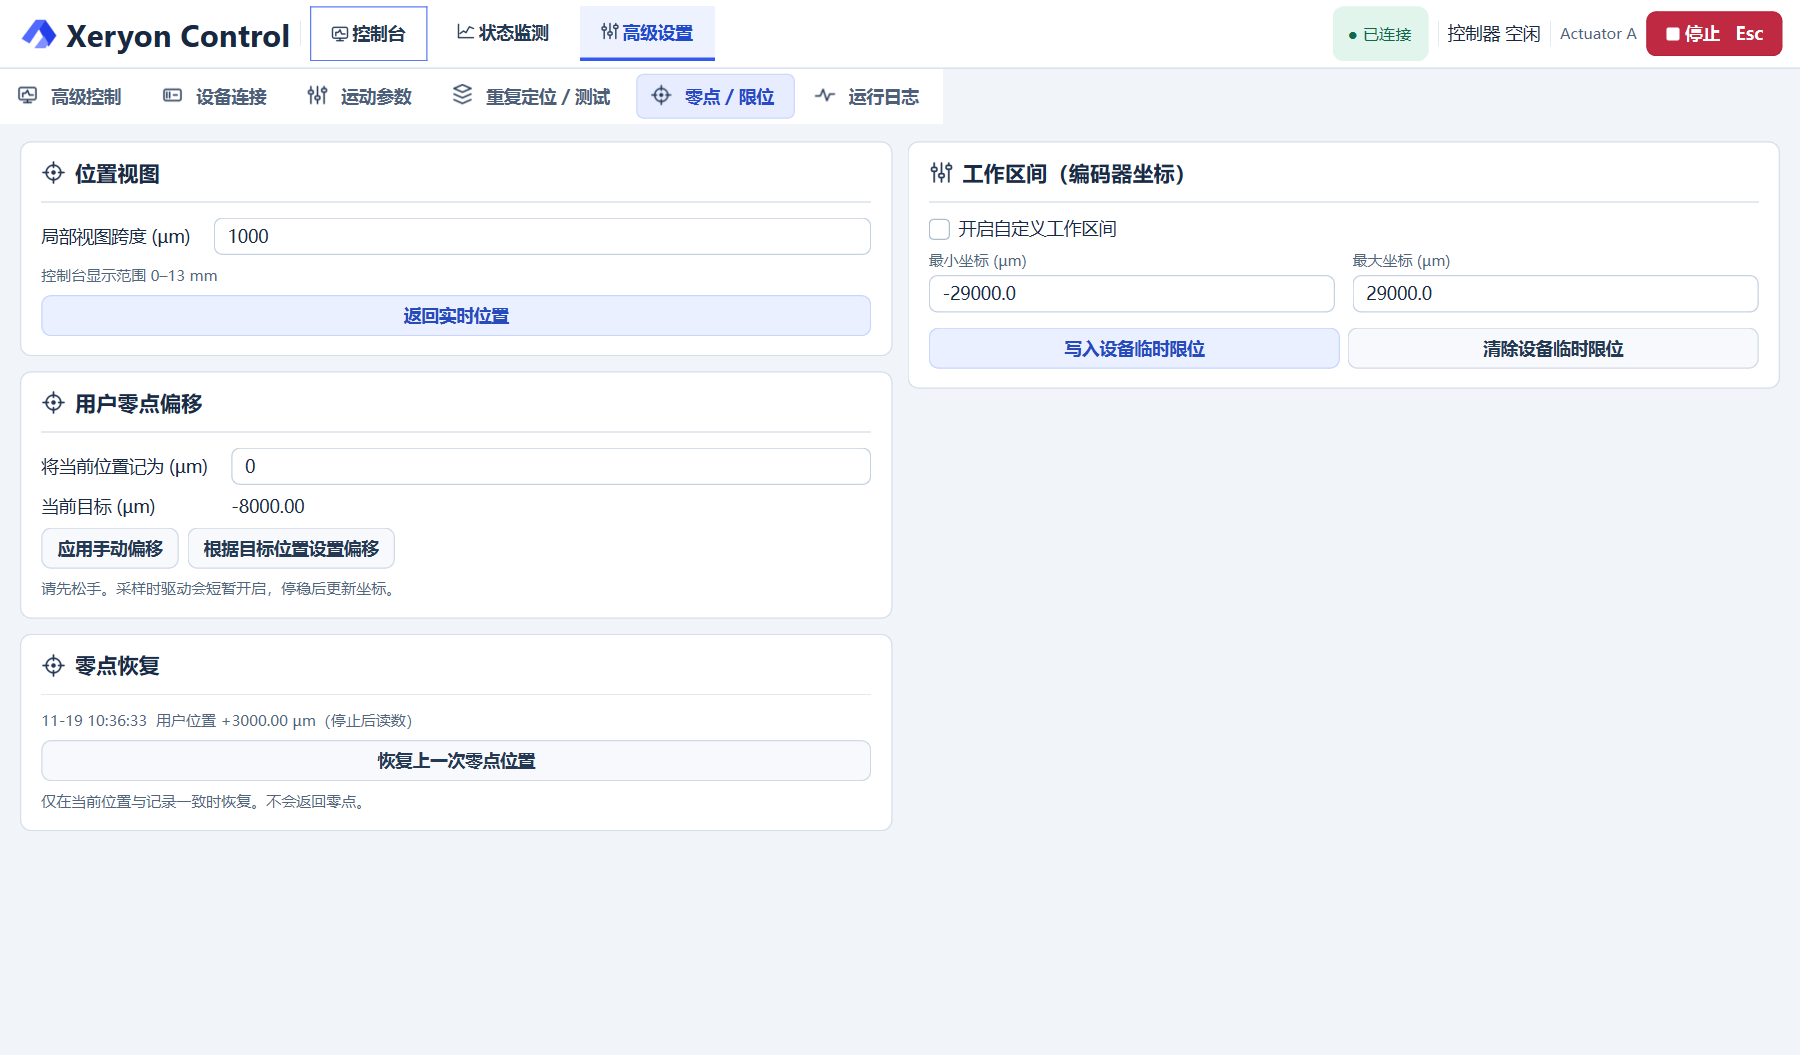 Xeryon Control 控制台 状态监测 高级设置 ● 已连接 控制器 空闲 Actuator A 停止 Esc
高级控制 设备连接 运动参数 重复定位 / 测试 零点 / 限位 运行日志
位置视图
局部视图跨度 (μm) 1000
控制台显示范围 0–13 mm
返回实时位置
用户零点偏移
将当前位置记为 (μm) 0
当前目标 (μm) -8000.00
应用手动偏移 根据目标位置设置偏移
请先松手。采样时驱动会短暂开启，停稳后更新坐标。
零点恢复
11-19 10:36:33 用户位置 +3000.00 μm（停止后读数）
恢复上一次零点位置
仅在当前位置与记录一致时恢复。不会返回零点。
工作区间（编码器坐标）
开启自定义工作区间
最小坐标 (μm) 最大坐标 (μm)
-29000.0 29000.0
写入设备临时限位 清除设备临时限位